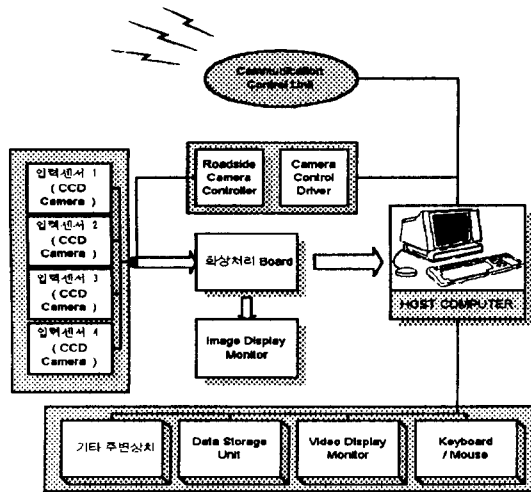 Communication
Control Unit
입력센서 1
( CCD
Camera )
입력센서 2
( CCD
Camera )
입력센서 3
( CCD
Camera )
입력센서 4
( CCD
Camera )
Roadside
Camera
Controller
Camera
Control
Driver
화상처리 Board
HOST COMPUTER
Image Display
Monitor
기타 주변상치
Data Storage
Unit
Video Display
Monitor
Keyboard
/ Mouse